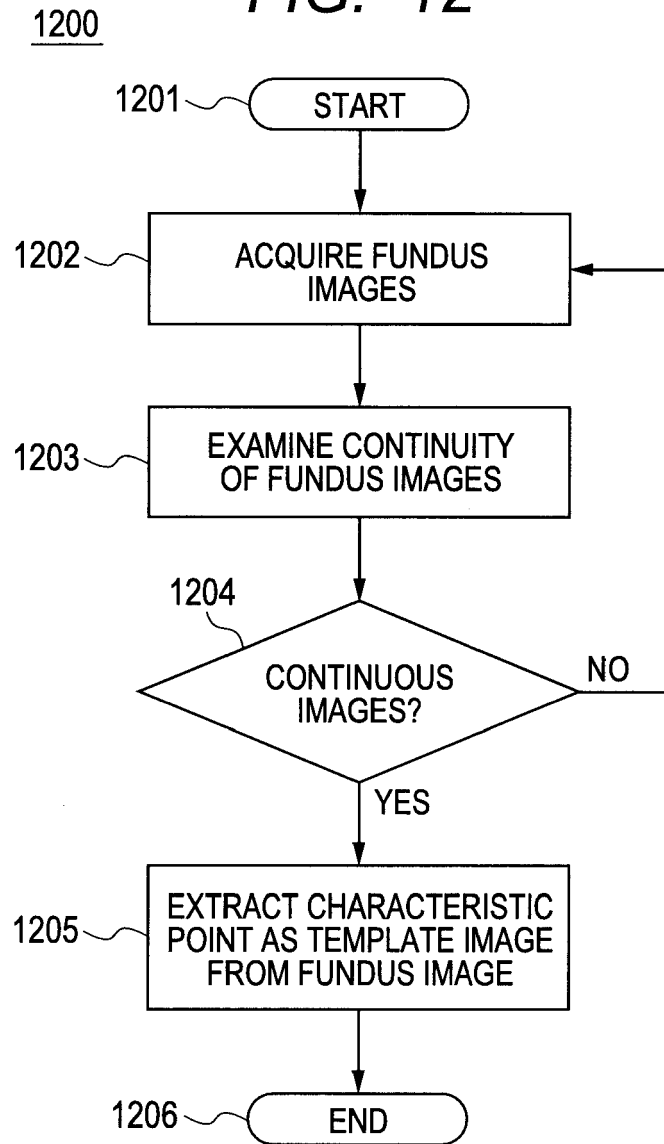 FIG. 12
1200
1201
START
1202
ACQUIRE FUNDUS
IMAGES
1203
EXAMINE CONTINUITY
OF FUNDUS IMAGES
1204
CONTINUOUS
IMAGES?
NO
YES
1205
EXTRACT CHARACTERISTIC
POINT AS TEMPLATE IMAGE
FROM FUNDUS IMAGE
1206
END